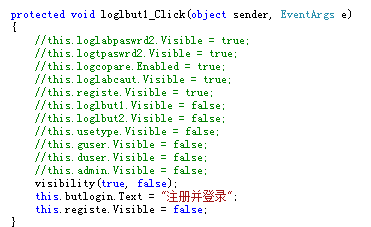 protected void loglbut1_Click(object sender, EventArgs e)
{
//this.loglabpaswrd2.Visible = true;
//this.logtpaswrd2.Visible = true;
//this.logcopare.Enabled = true;
//this.loglabcaut.Visible = true;
//this.registe.Visible = true;
//this.loglbut1.Visible = false;
//this.loglbut2.Visible = false;
//this.usetype.Visible = false;
//this.guser.Visible = false;
//this.duser.Visible = false;
//this.admin.Visible = false;
visibility(true, false);
this.butlogin.Text = "注册并登录";
this.registe.Visible = false;
}